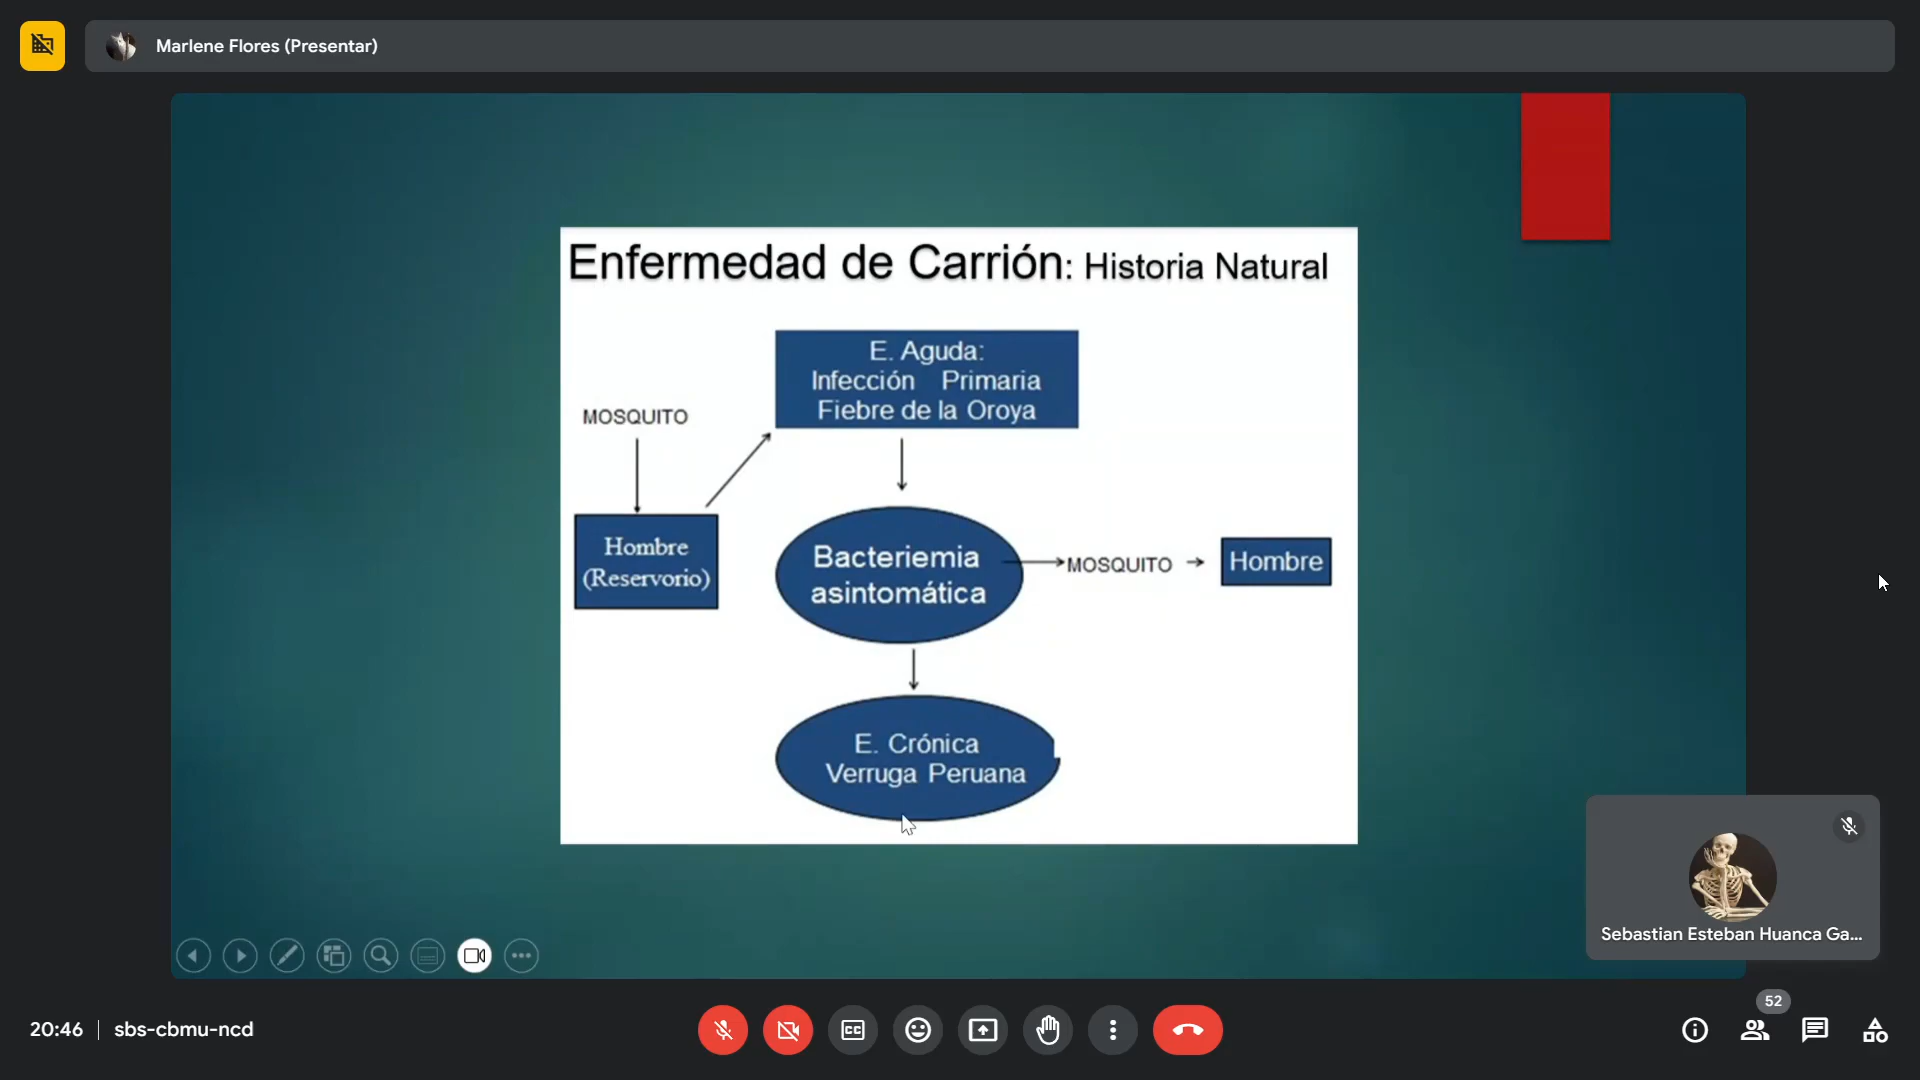 Marlene Flores (Presentar)
Enfermedad de Carrión: Historia Natural
E. Aguda:
Infección Primaria
Fiebre de la Oroya
MOSQUITO
Hombre
(Reservorio)
Bacteriemia
asintomática
MOSQUITO
Hombre
E. Crónica
Verruga Peruana
Sebastian Esteban Huanca Ga...
20:46 | sbs-cbmu-ncd
52